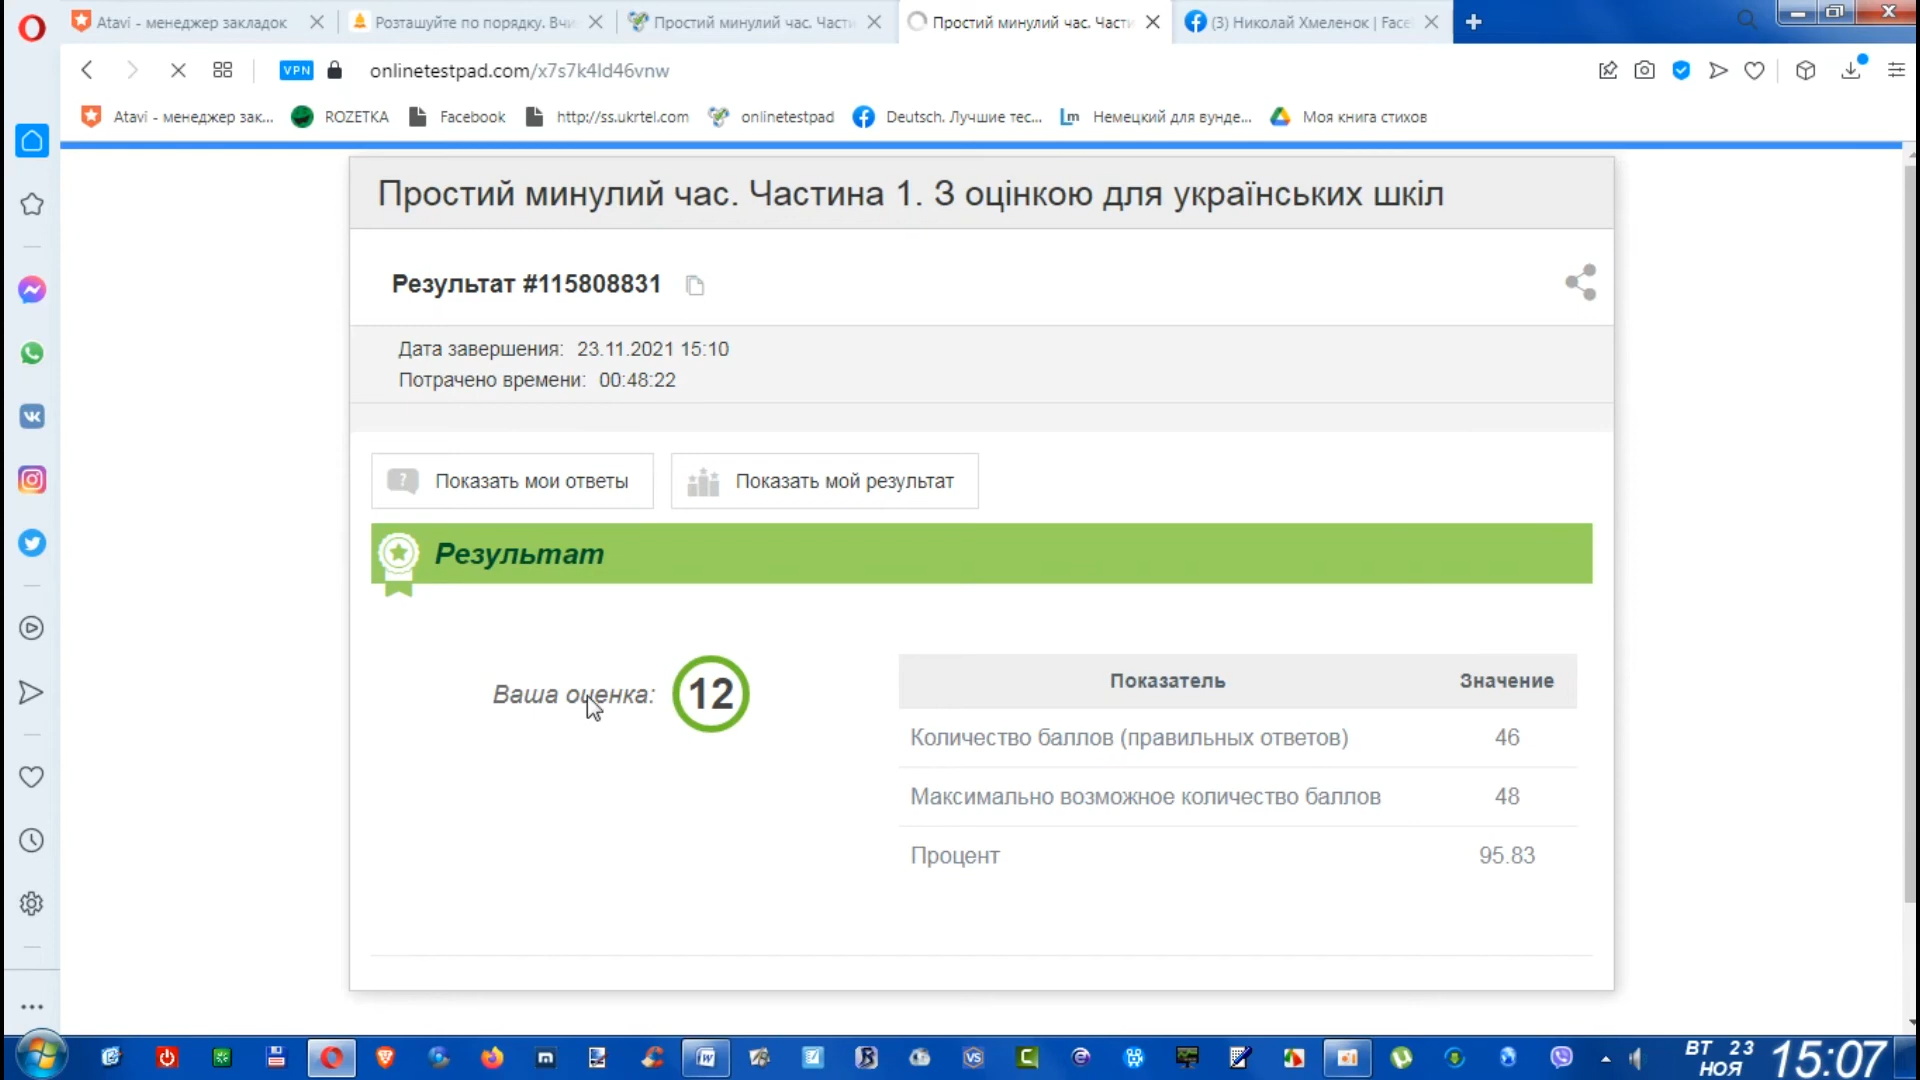 Atavi - менеджер закладок
Розташуйте по порядку. Вчи
Простий минулий час. Части
Простий минулий час. Части
(3) Николай Хмеленок | Face
VPN
onlinetestpad.com/x7s7k4ld46vnw
Atavi - менеджер зак...
ROZETKA
Facebook
http://ss.ukrtel.com
onlinetestpad
Deutsch. Лучшие тес...
Немецкий для вунде...
Моя книга стихов
Простий минулий час. Частина 1. З оцінкою для українських шкіл
Результат #115808831
Дата завершения: 23.11.2021 15:10
Потрачено времени: 00:48:22
Показать мои ответы
Показать мой результат
Результат
Ваша оценка: 12
Показатель Значение
Количество баллов (правильных ответов) 46
Максимально возможное количество баллов 48
Процент 95.83
ВТ 23
НОЯ
15:07